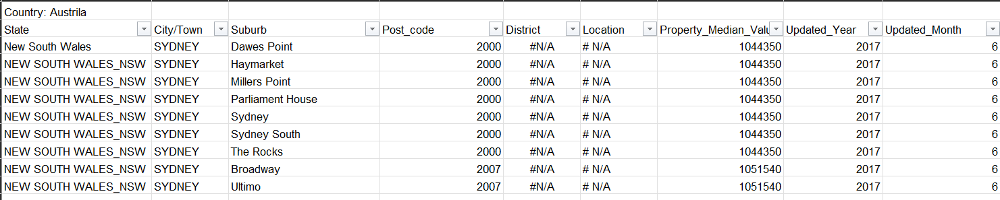 Country: Austrila
State City/Town Suburb Post_code District Location Property_Median_Valu Updated_Year Updated_Month
New South Wales SYDNEY Dawes Point 2000 #N/A # N/A 1044350 2017 6
NEW SOUTH WALES_NSW SYDNEY Haymarket 2000 #N/A # N/A 1044350 2017 6
NEW SOUTH WALES_NSW SYDNEY Millers Point 2000 #N/A # N/A 1044350 2017 6
NEW SOUTH WALES_NSW SYDNEY Parliament House 2000 #N/A # N/A 1044350 2017 6
NEW SOUTH WALES_NSW SYDNEY Sydney 2000 #N/A # N/A 1044350 2017 6
NEW SOUTH WALES_NSW SYDNEY Sydney South 2000 #N/A # N/A 1044350 2017 6
NEW SOUTH WALES_NSW SYDNEY The Rocks 2000 #N/A # N/A 1044350 2017 6
NEW SOUTH WALES_NSW SYDNEY Broadway 2007 #N/A # N/A 1051540 2017 6
NEW SOUTH WALES_NSW SYDNEY Ultimo 2007 #N/A # N/A 1051540 2017 6